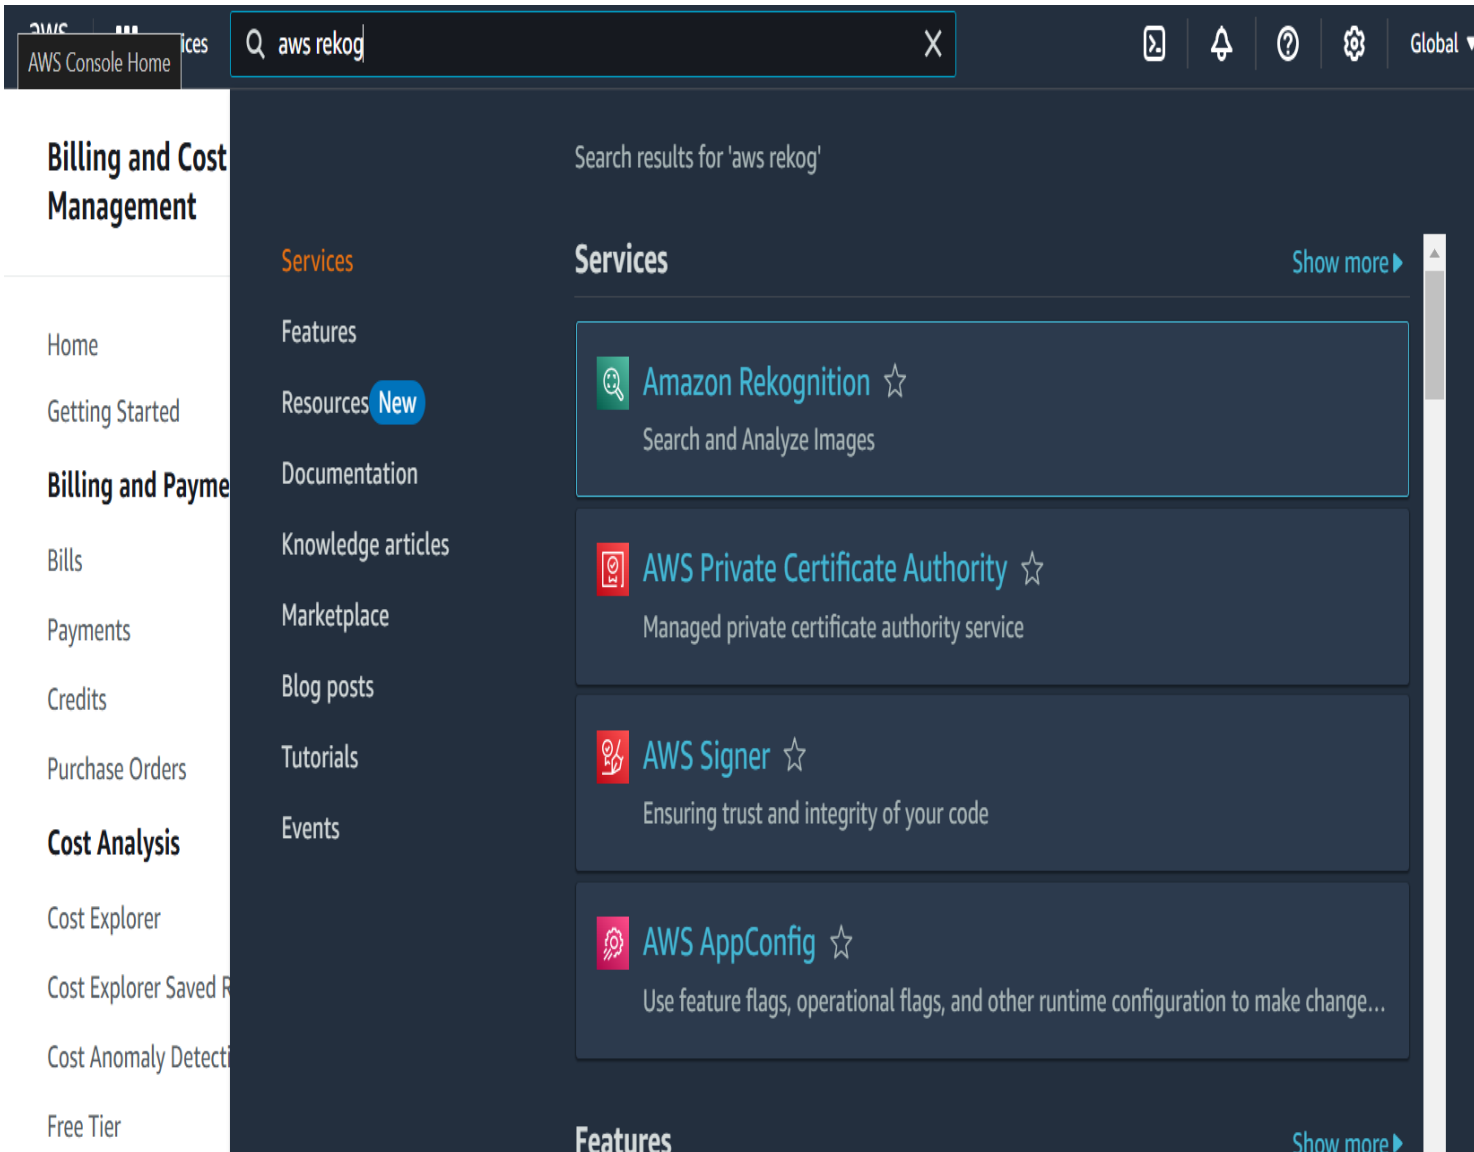 aws
ices
aws rekog
Global
AWS Console Home
Billing and Cost
Management
Home
Getting Started
Billing and Payme
Bills
Payments
Credits
Purchase Orders
Cost Analysis
Cost Explorer
Cost Explorer Saved R
Cost Anomaly Detecti
Free Tier
Services
Features
Resources New
Documentation
Knowledge articles
Marketplace
Blog posts
Tutorials
Events
Search results for 'aws rekog'
Services
Show more
Amazon Rekognition
Search and Analyze Images
AWS Private Certificate Authority
Managed private certificate authority service
AWS Signer
Ensuring trust and integrity of your code
AWS AppConfig
Use feature flags, operational flags, and other runtime configuration to make change...
Features
Show more